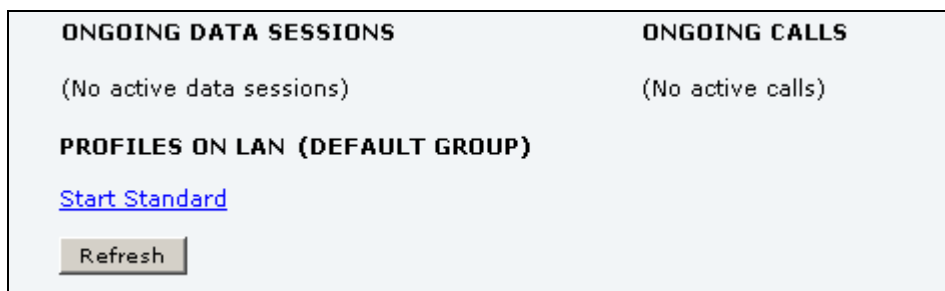 ONGOING DATA SESSIONS
ONGOING CALLS
(No active data sessions)
(No active calls)
PROFILES ON LAN (DEFAULT GROUP)
Start Standard
Refresh